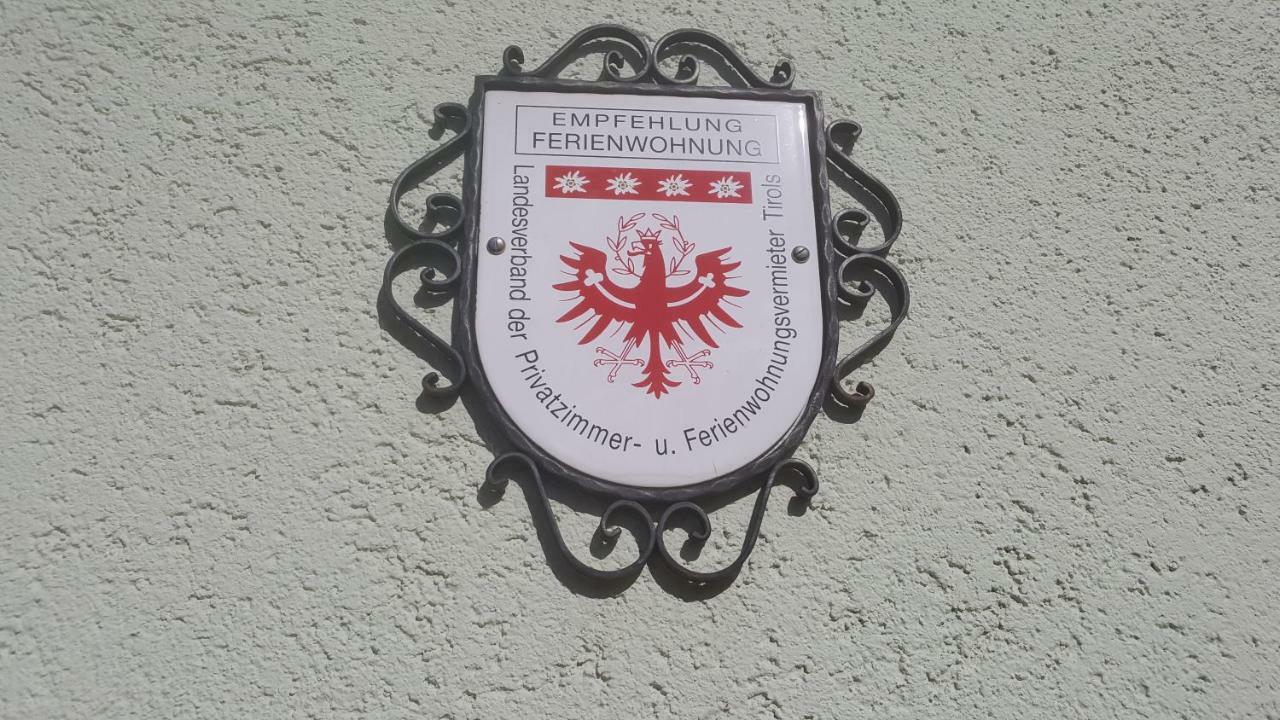 EMPFEHLUNG
FERIENWOHNUNG
Landesverband der Privatzimmer- u. Ferienwohnungsvermieter Tirols